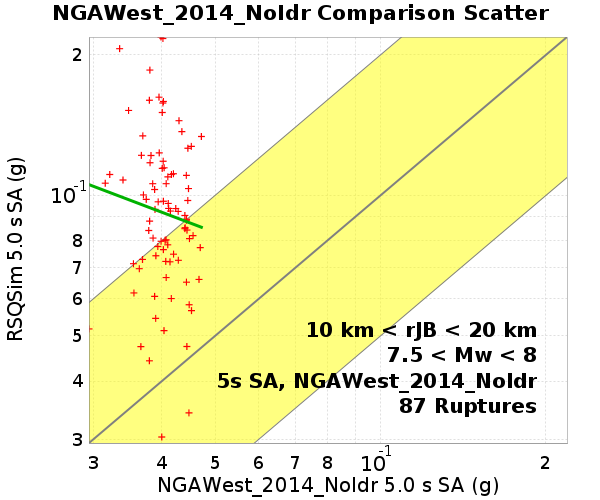 NGAWest_2014_NoIdr Comparison Scatter
RSQSim 5.0 s SA (g)
2
10-1
8
7
6
5
4
3
10 km < rJB < 20 km
7.5 < Mw < 8
5s SA, NGAWest_2014_NoIdr
87 Ruptures
3 4 5 6 7 8 10-1 2
NGAWest_2014_NoIdr 5.0 s SA (g)